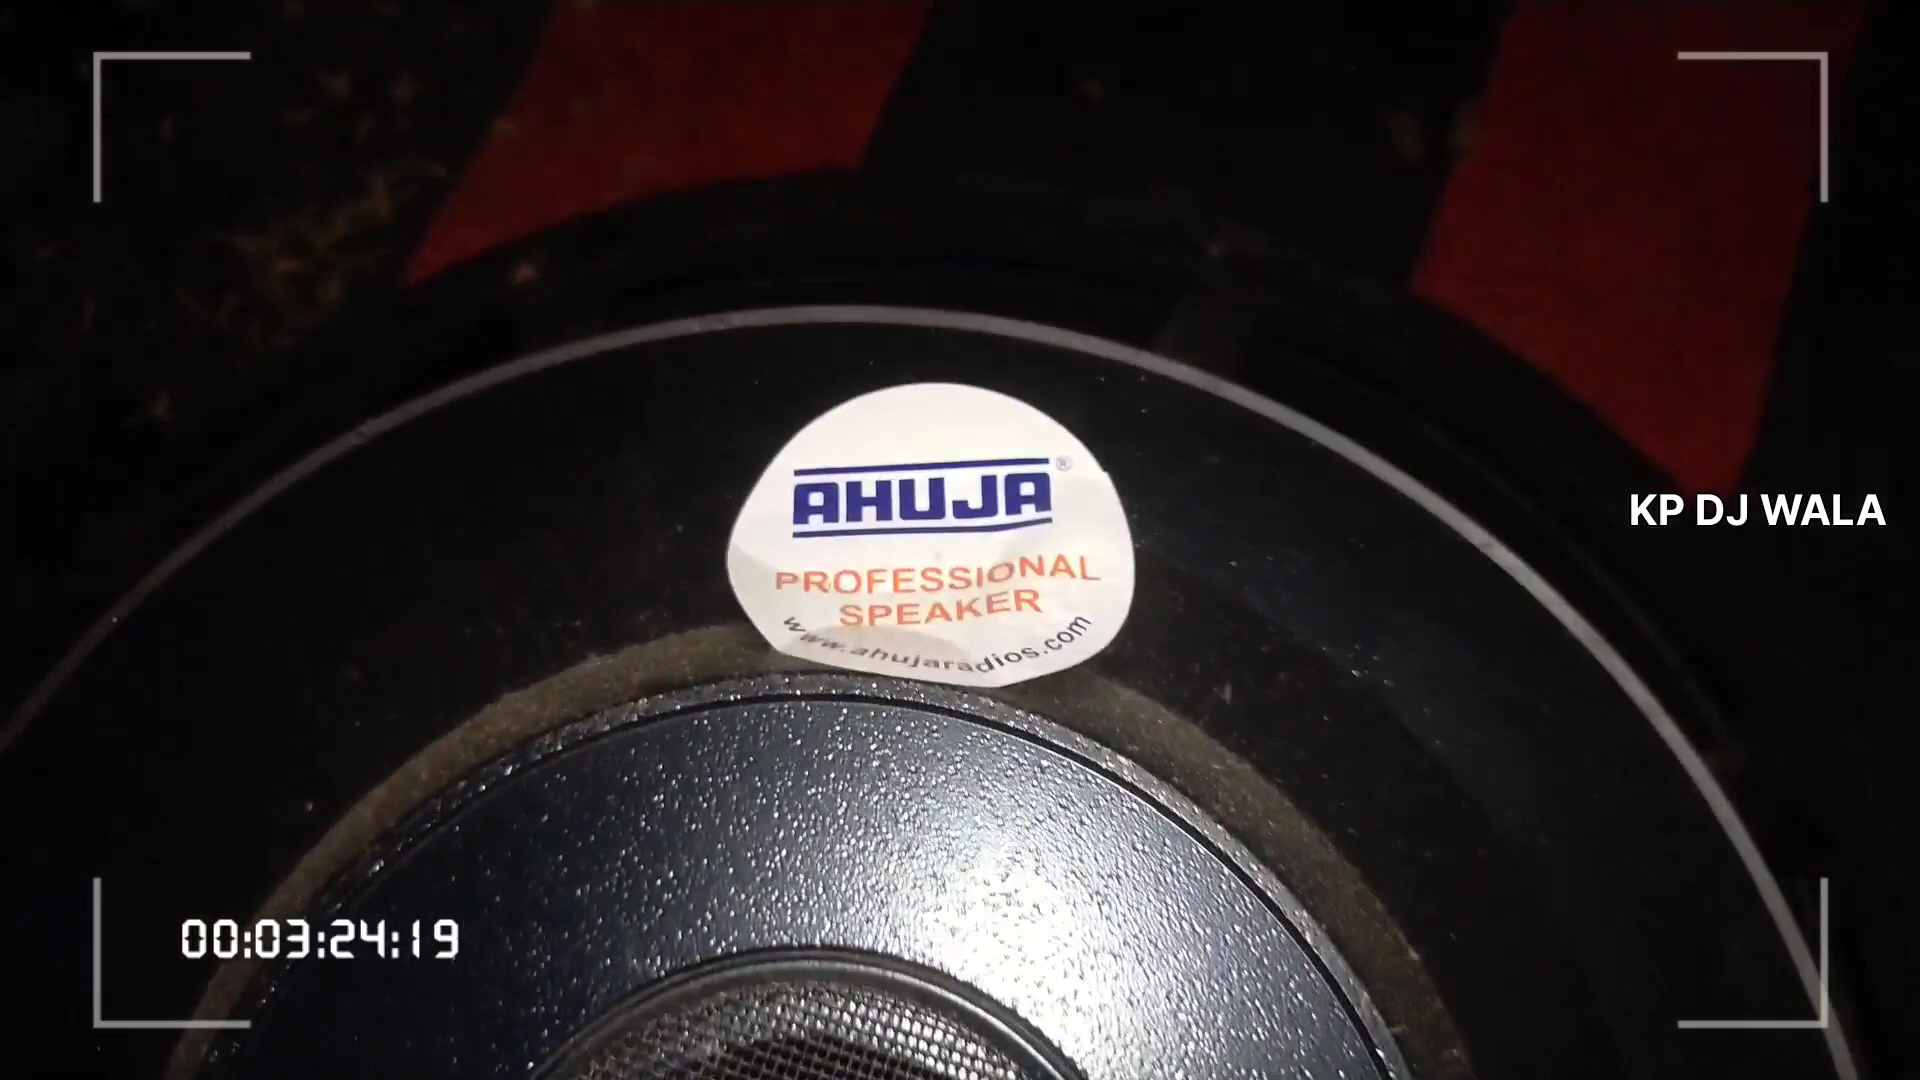 AHUJA®
PROFESSIONAL
SPEAKER
www.ahujaradios.com
KP DJ WALA
00:03:24:19